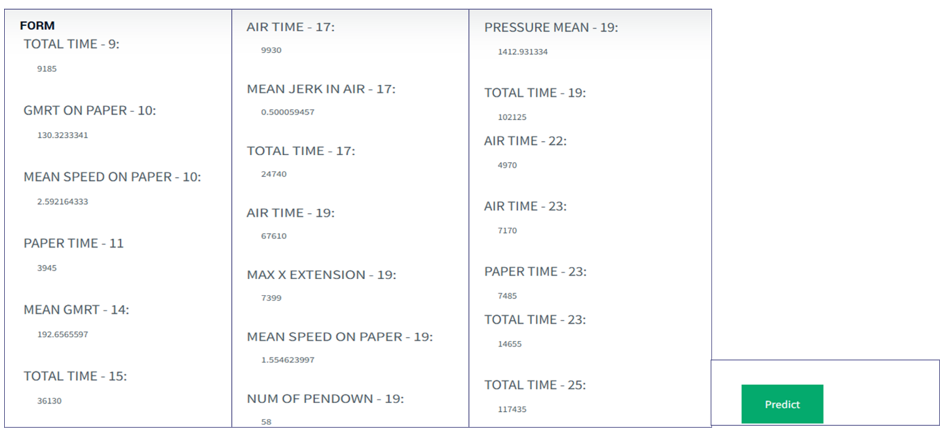 FORM
TOTAL TIME - 9:
9185
GMRT ON PAPER - 10:
130.3233341
MEAN SPEED ON PAPER - 10:
2.592164333
PAPER TIME - 11
3945
MEAN GMRT - 14:
192.6565597
TOTAL TIME - 15:
36130
AIR TIME - 17:
9930
MEAN JERK IN AIR - 17:
0.500059457
TOTAL TIME - 17:
24740
AIR TIME - 19:
67610
MAX X EXTENSION - 19:
7399
MEAN SPEED ON PAPER - 19:
1.554623997
NUM OF PENDOWN - 19:
58
PRESSURE MEAN - 19:
1412.931334
TOTAL TIME - 19:
102125
AIR TIME - 22:
4970
AIR TIME - 23:
7170
PAPER TIME - 23:
7485
TOTAL TIME - 23:
14655
TOTAL TIME - 25:
117435
Predict